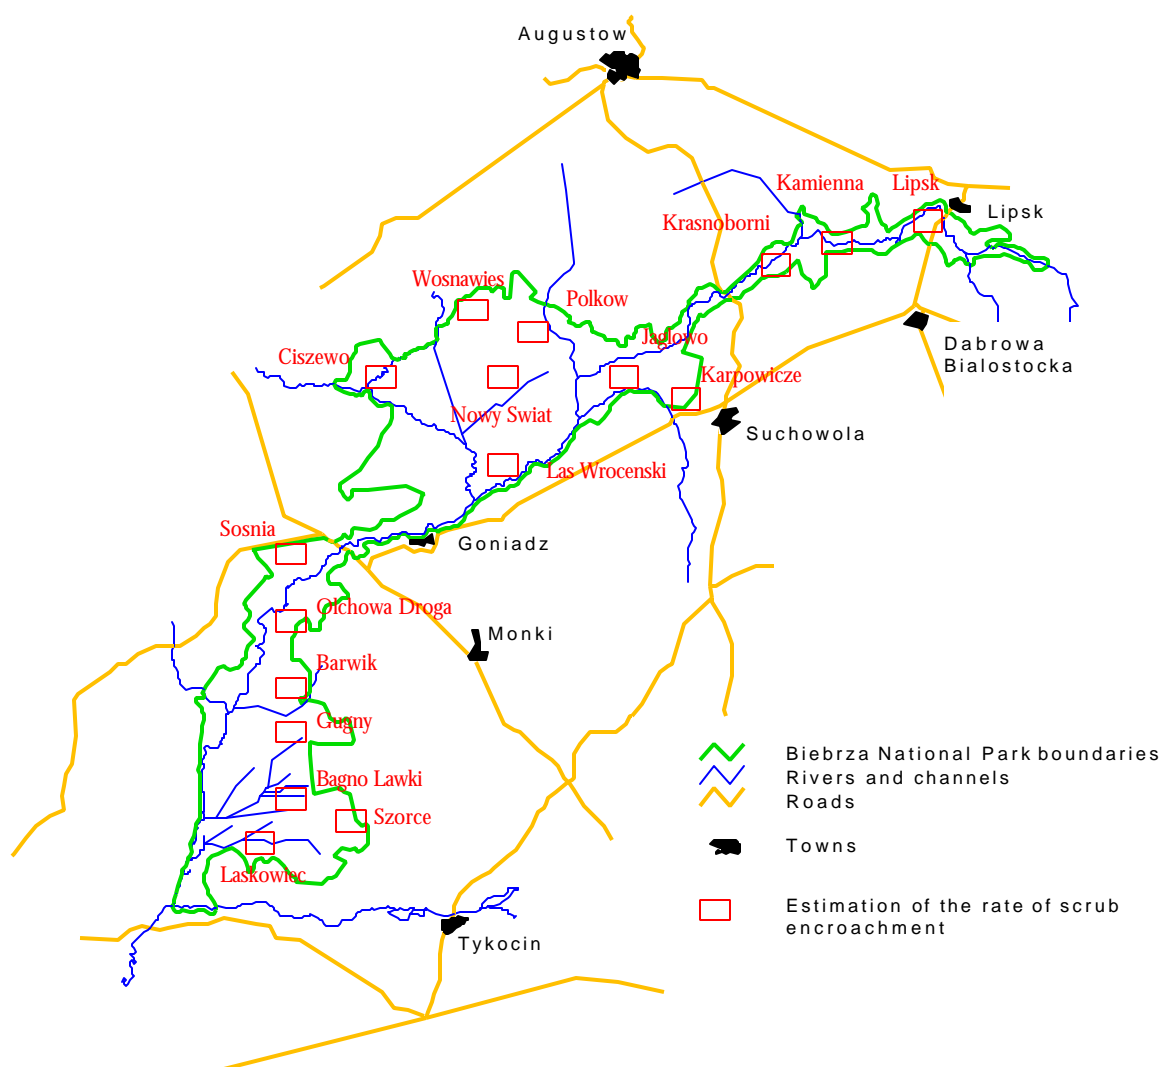 Augustow
Kamienna
Lipsk
Lipsk
Krasnoborni
Wosnawies
Polkow
Jaglowo
Dabrowa
Bialostocka
Ciszewo
Karpowicze
Nowy Swiat
Suchowola
Las Wrocenski
Sosnia
Goniadz
Olchowa Droga
Monki
Barwik
Gugny
Biebrza National Park boundaries
Rivers and channels
Roads
Bagno Lawki
Szorce
Towns
Laskowiec
Estimation of the rate of scrub
encroachment
Tykocin